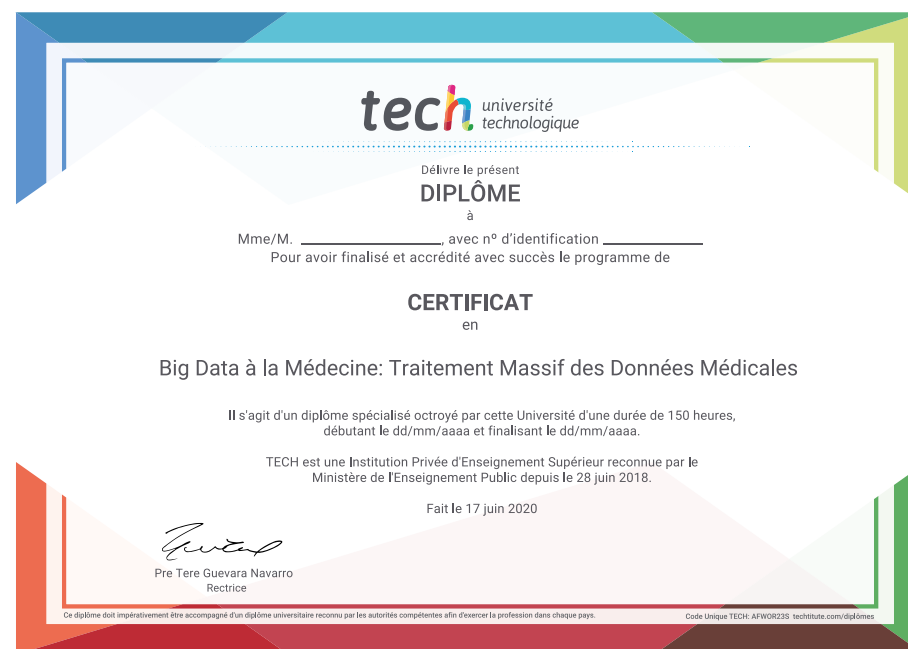 tech université
technologique
Délivre le présent
DIPLÔME
à
Mme/M. ____________________, avec nº d'identification ______________
Pour avoir finalisé et accrédité avec succès le programme de
CERTIFICAT
en
Big Data à la Médecine: Traitement Massif des Données Médicales
Il s'agit d'un diplôme spécialisé octroyé par cette Université d'une durée de 150 heures,
débutant le dd/mm/aaaa et finalisant le dd/mm/aaaa.
TECH est une Institution Privée d'Enseignement Supérieur reconnue par le
Ministère de l'Enseignement Public depuis le 28 juin 2018.
Fait le 17 juin 2020
Pre Tere Guevara Navarro
Rectrice
Ce diplôme doit impérativement être accompagné d'un diplôme universitaire reconnu par les autorités compétentes afin d'exercer la profession dans chaque pays.
Code Unique TECH: AFWOR23S techtitute.com/diplômes